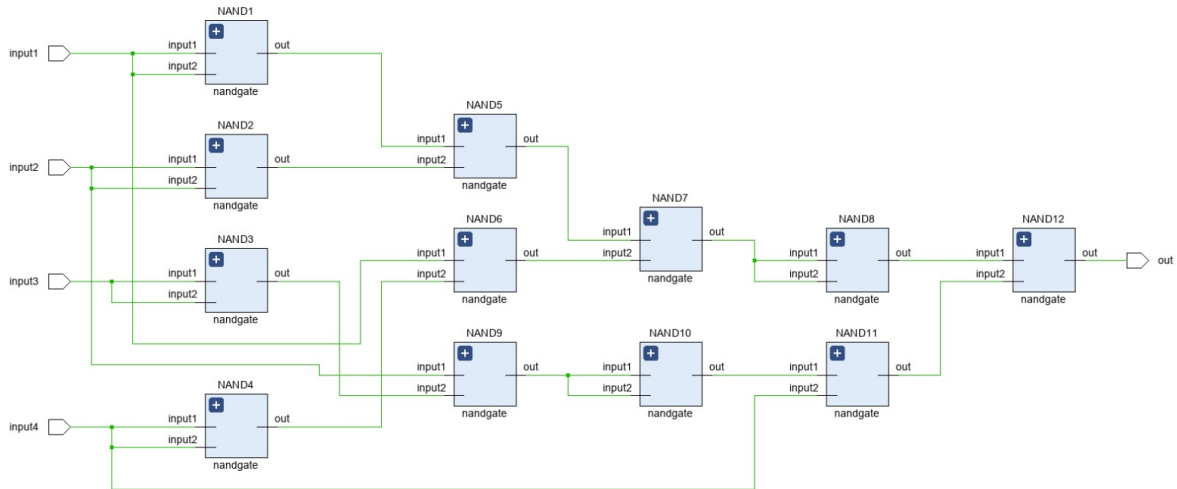 NAND1
input1
input1
out
input2
nandgate
NAND2
input2
input1
out
input2
nandgate
NAND3
input3
input1
out
input2
nandgate
NAND4
input4
input1
out
input2
nandgate
NAND5
input1
out
input2
nandgate
NAND6
input1
out
input2
nandgate
NAND9
input1
out
input2
nandgate
NAND7
input1
out
input2
nandgate
NAND10
input1
out
input2
nandgate
NAND8
input1
out
input2
nandgate
NAND11
input1
out
input2
nandgate
NAND12
input1
out
input2
nandgate
out